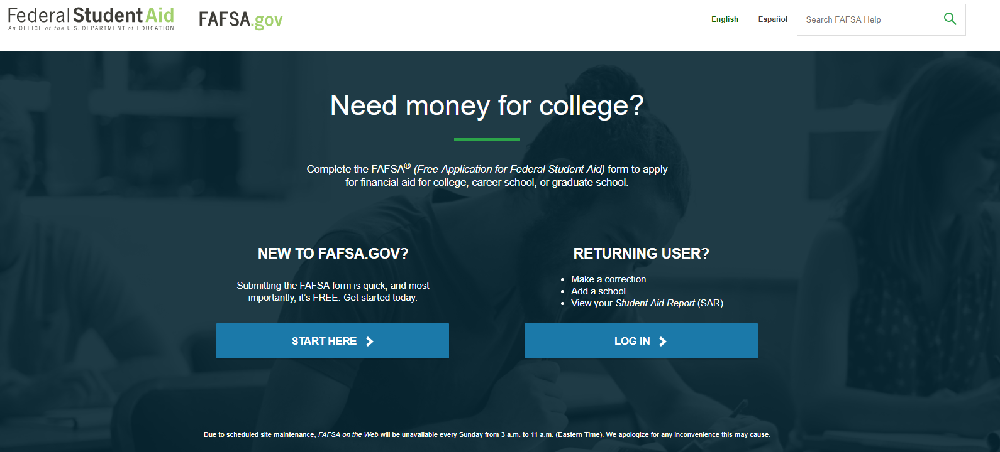 Federal Student Aid
An OFFICE of the U.S. DEPARTMENT of EDUCATION
FAFSA.gov
English
Español
Search FAFSA Help
Need money for college?
Complete the FAFSA® (Free Application for Federal Student Aid) form to apply
for financial aid for college, career school, or graduate school.
NEW TO FAFSA.GOV?
Submitting the FAFSA form is quick, and most
importantly, it's FREE. Get started today.
START HERE
RETURNING USER?
• Make a correction
• Add a school
• View your Student Aid Report (SAR)
LOG IN
Due to scheduled site maintenance, FAFSA on the Web will be unavailable every Sunday from 3 a.m. to 11 a.m. (Eastern Time). We apologize for any inconvenience this may cause.